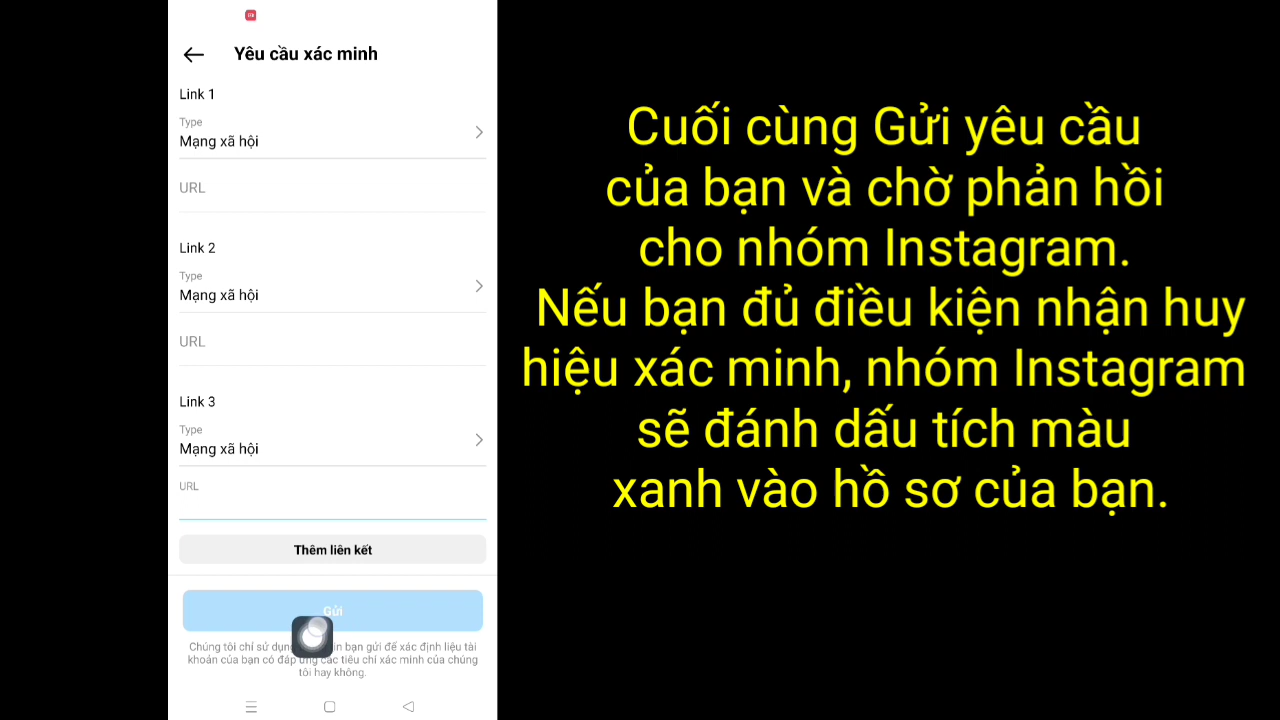 Yêu cầu xác minh
Link 1
Type
Mạng xã hội
URL
Link 2
Type
Mạng xã hội
URL
Link 3
Type
Mạng xã hội
URL
Thêm liên kết
Gửi
Chúng tôi chỉ sử dụng in bạn gửi để xác định liệu tài
khoản của bạn có đáp ứng các tiêu chí xác minh của chúng
tôi hay không.
Cuối cùng Gửi yêu cầu
của bạn và chờ phản hồi
cho nhóm Instagram.
Nếu bạn đủ điều kiện nhận huy
hiệu xác minh, nhóm Instagram
sẽ đánh dấu tích màu
xanh vào hồ sơ của bạn.